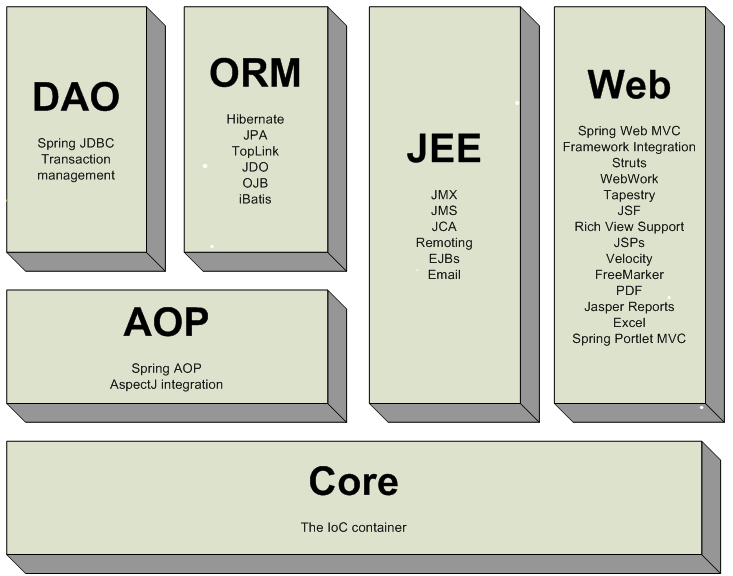 DAO
Spring JDBC
Transaction
management
ORM
Hibernate
JPA
TopLink
JDO
OJB
iBatis
JEE
JMX
JMS
JCA
Remoting
EJBs
Email
Web
Spring Web MVC
Framework Integration
Struts
WebWork
Tapestry
JSF
Rich View Support
JSPs
Velocity
FreeMarker
PDF
Jasper Reports
Excel
Spring Portlet MVC
AOP
Spring AOP
AspectJ integration
Core
The IoC container